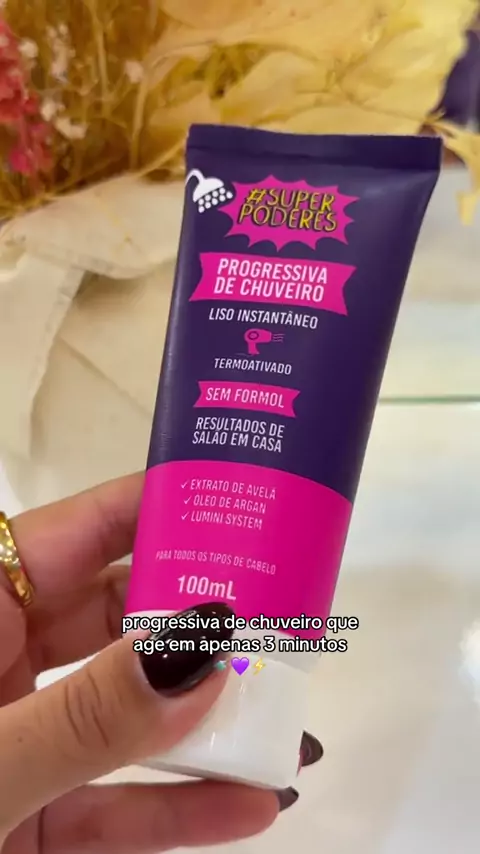 #SUPER
PODERES
PROGRESSIVA
DE CHUVEIRO
LISO INSTANTÂNEO
TERMOATIVADO
SEM FORMOL
RESULTADOS DE
SALÃO EM CASA
✓ EXTRATO DE AVELÃ
✓ ÓLEO DE ARGAN
✓ LUMINI SYSTEM
PARA TODOS OS TIPOS DE CABELO
100mL
progressiva de chuveiro que
age em apenas 3 minutos